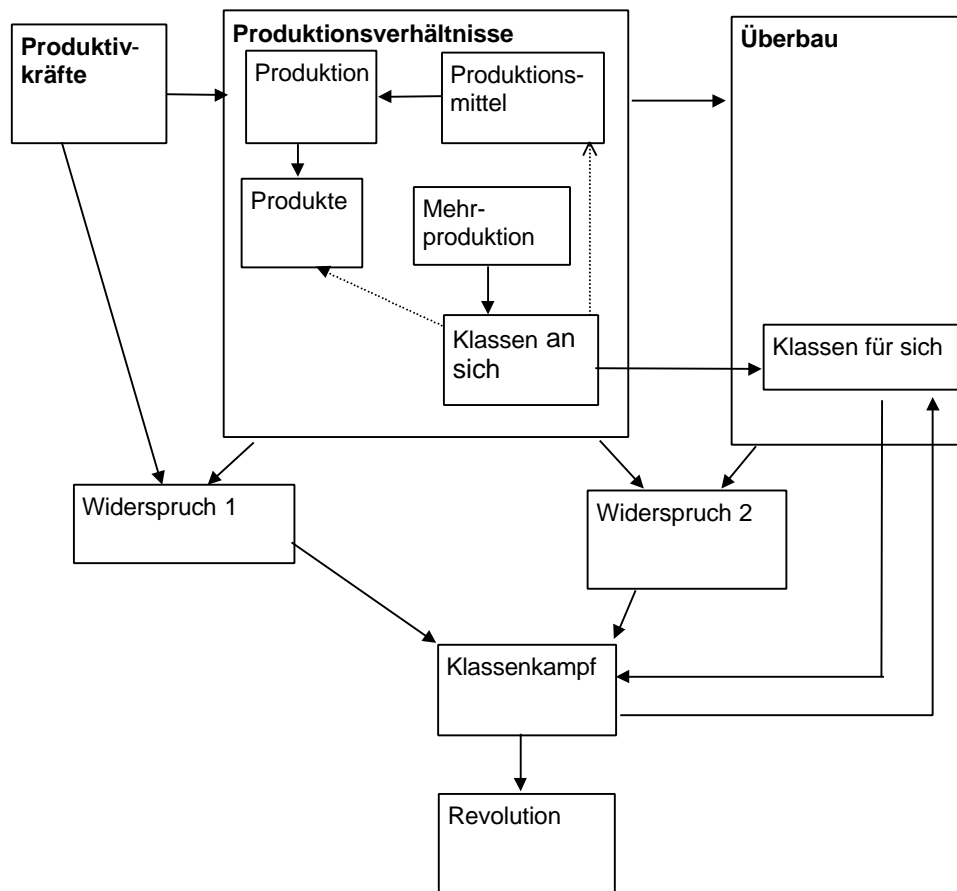 Produktiv-
kräfte
Produktionsverhältnisse
Produktion
Produktions-
mittel
Produkte
Mehr-
produktion
Klassen an
sich
Überbau
Klassen für sich
Widerspruch 1
Widerspruch 2
Klassenkampf
Revolution